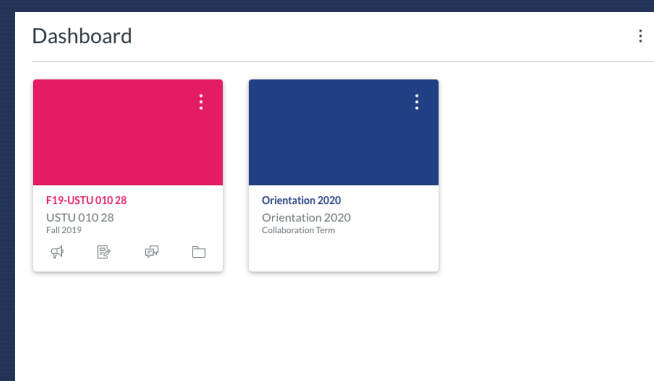 Dashboard
F19-USTU 010 28
USTU 010 28
Fall 2019
Orientation 2020
Orientation 2020
Collaboration Term